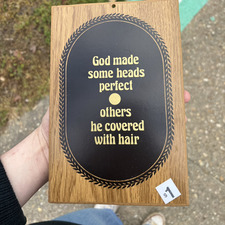 God made
some heads
perfect
others
he covered
with hair
$1